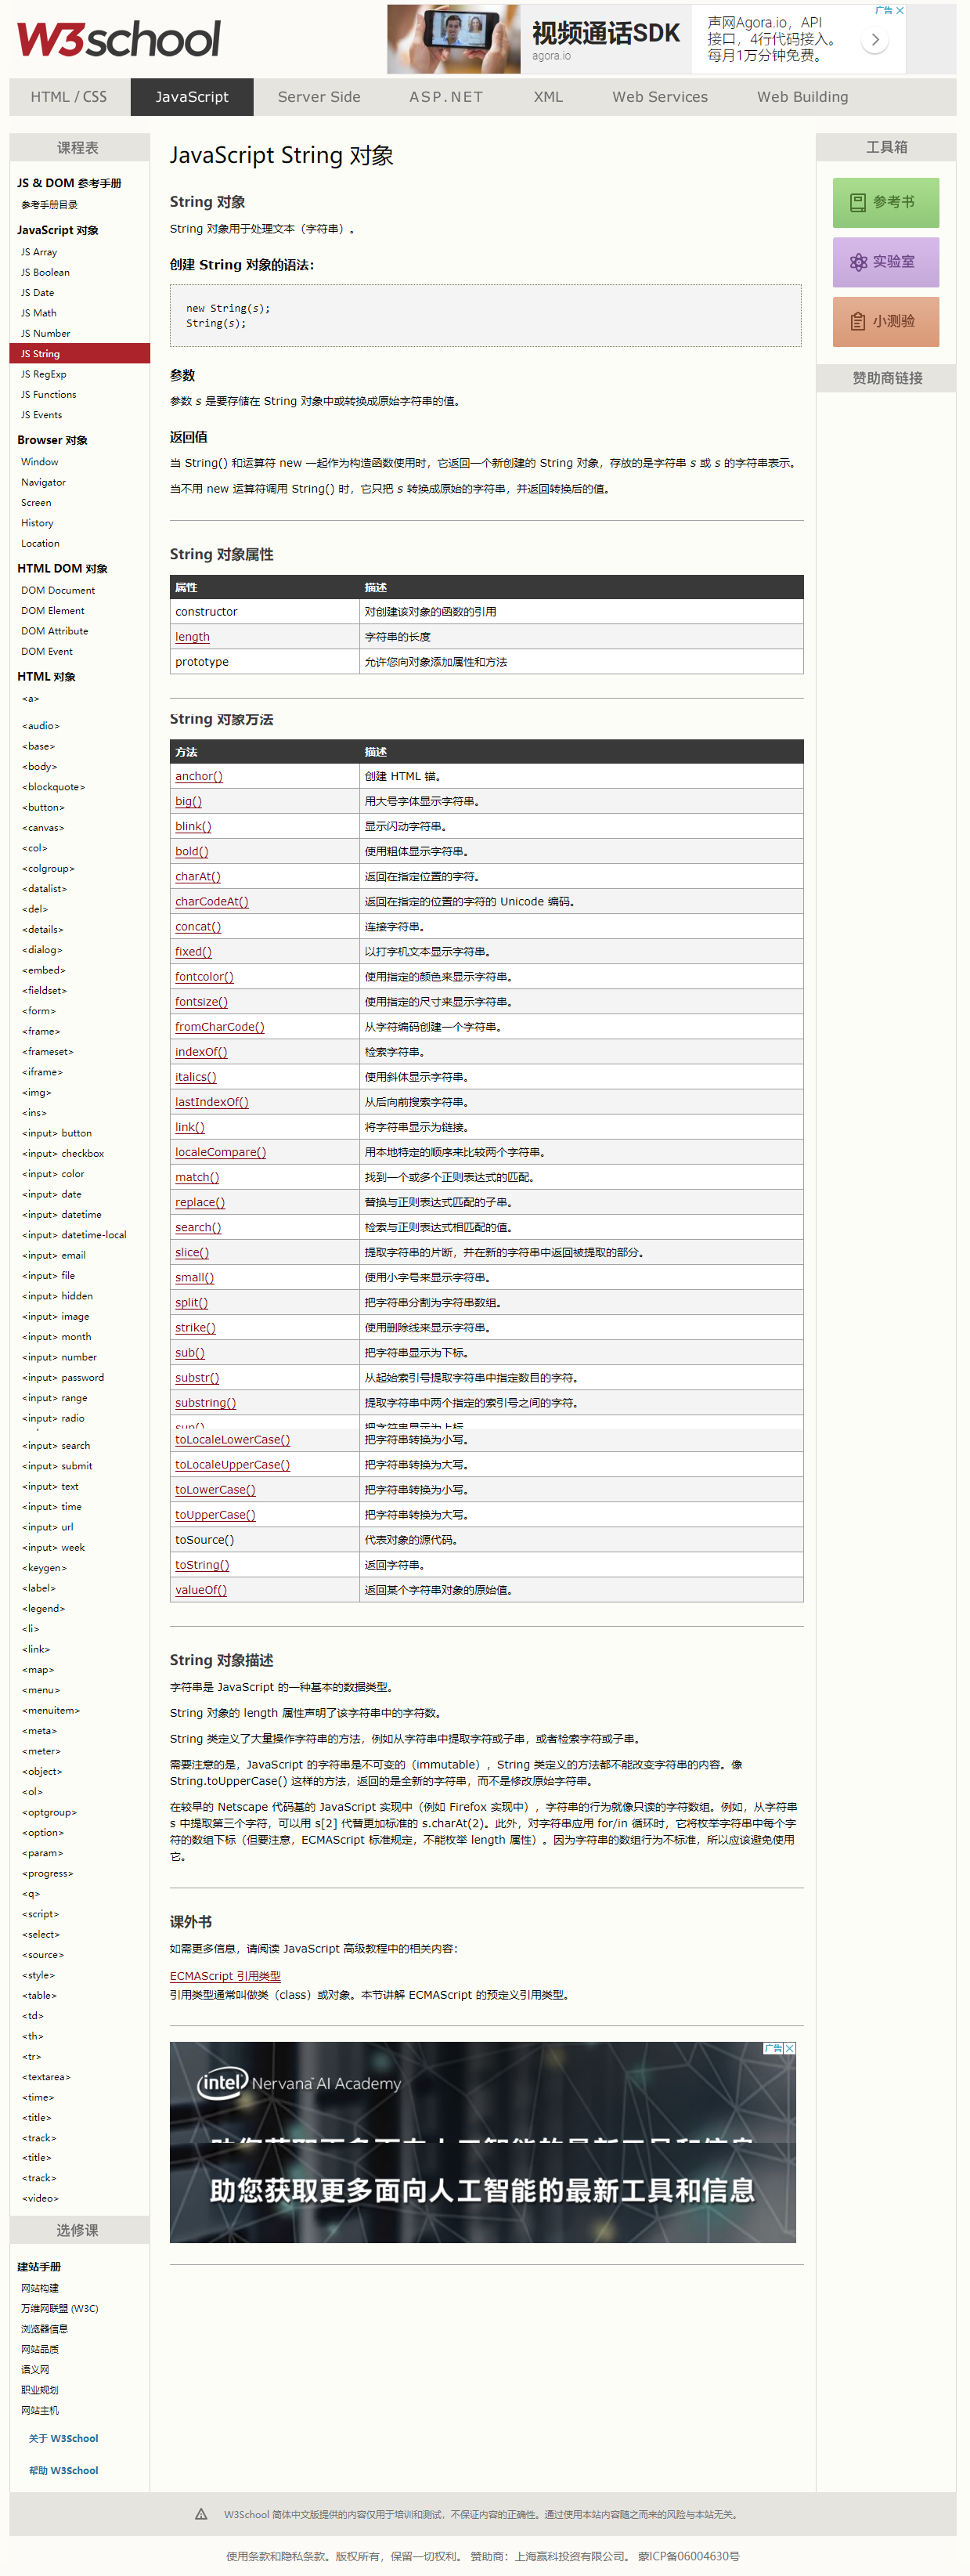 W3school
广告
视频通话SDK
agora.io
声网Agora.io，API
接口，4行代码接入。
每月1万分钟免费。
HTML / CSS
JavaScript
Server Side
ASP.NET
XML
Web Services
Web Building
课程表
JS & DOM 参考手册
参考手册目录
JavaScript 对象
JS Array
JS Boolean
JS Date
JS Math
JS Number
JS String
JS RegExp
JS Functions
JS Events
Browser 对象
Window
Navigator
Screen
History
Location
HTML DOM 对象
DOM Document
DOM Element
DOM Attribute
DOM Event
HTML 对象
<a>
<audio>
<base>
<body>
<blockquote>
<button>
<canvas>
<col>
<colgroup>
<datalist>
<del>
<details>
<dialog>
<embed>
<fieldset>
<form>
<frame>
<frameset>
<iframe>
<img>
<ins>
<input> button
<input> checkbox
<input> color
<input> date
<input> datetime
<input> datetime-local
<input> email
<input> file
<input> hidden
<input> image
<input> month
<input> number
<input> password
<input> range
<input> radio
<input> search
<input> submit
<input> text
<input> time
<input> url
<input> week
<keygen>
<label>
<legend>
<li>
<link>
<map>
<menu>
<menuitem>
<meta>
<meter>
<object>
<ol>
<optgroup>
<option>
<param>
<progress>
<q>
<script>
<select>
<source>
<style>
<table>
<td>
<th>
<tr>
<textarea>
<time>
<title>
<track>
<title>
<track>
<video>
选修课
建站手册
网站构建
万维网联盟 (W3C)
浏览器信息
网站品质
语义网
职业规划
网站主机
关于 W3School
帮助 W3School
JavaScript String 对象
String 对象
String 对象用于处理文本（字符串）。
创建 String 对象的语法：
new String(s);
String(s);
参数
参数 s 是要存储在 String 对象中或转换成原始字符串的值。
返回值
当 String() 和运算符 new 一起作为构造函数使用时，它返回一个新创建的 String 对象，存放的是字符串 s 或 s 的字符串表示。
当不用 new 运算符调用 String() 时，它只把 s 转换成原始的字符串，并返回转换后的值。
String 对象属性
属性 描述
constructor 对创建该对象的函数的引用
length 字符串的长度
prototype 允许您向对象添加属性和方法
String 对象方法
方法 描述
anchor() 创建 HTML 锚。
big() 用大号字体显示字符串。
blink() 显示闪动字符串。
bold() 使用粗体显示字符串。
charAt() 返回在指定位置的字符。
charCodeAt() 返回在指定的位置的字符的 Unicode 编码。
concat() 连接字符串。
fixed() 以打字机文本显示字符串。
fontcolor() 使用指定的颜色来显示字符串。
fontsize() 使用指定的尺寸来显示字符串。
fromCharCode() 从字符编码创建一个字符串。
indexOf() 检索字符串。
italics() 使用斜体显示字符串。
lastIndexOf() 从后向前搜索字符串。
link() 将字符串显示为链接。
localeCompare() 用本地特定的顺序来比较两个字符串。
match() 找到一个或多个正则表达式的匹配。
replace() 替换与正则表达式匹配的子串。
search() 检索与正则表达式相匹配的值。
slice() 提取字符串的片断，并在新的字符串中返回被提取的部分。
small() 使用小字号来显示字符串。
split() 把字符串分割为字符串数组。
strike() 使用删除线来显示字符串。
sub() 把字符串显示为下标。
substr() 从起始索引号提取字符串中指定数目的字符。
substring() 提取字符串中两个指定的索引号之间的字符。
sup() 把字符串显示为上标。
toLocaleLowerCase() 把字符串转换为小写。
toLocaleUpperCase() 把字符串转换为大写。
toLowerCase() 把字符串转换为小写。
toUpperCase() 把字符串转换为大写。
toSource() 代表对象的源代码。
toString() 返回字符串。
valueOf() 返回某个字符串对象的原始值。
String 对象描述
字符串是 JavaScript 的一种基本的数据类型。
String 对象的 length 属性声明了该字符串中的字符数。
String 类定义了大量操作字符串的方法，例如从字符串中提取字符或子串，或者检索字符或子串。
需要注意的是，JavaScript 的字符串是不可变的（immutable），String 类定义的方法都不能改变字符串的内容。像
String.toUpperCase() 这样的方法，返回的是全新的字符串，而不是修改原始字符串。
在较早的 Netscape 代码基的 JavaScript 实现中（例如 Firefox 实现中），字符串的行为就像只读的字符数组。例如，从字符串
s 中提取第三个字符，可以用 s[2] 代替更加标准的 s.charAt(2)。此外，对字符串应用 for/in 循环时，它将枚举字符串中每个字
符的数组下标（但要注意，ECMAScript 标准规定，不能枚举 length 属性）。因为字符串的数组行为不标准，所以应该避免使用
它。
课外书
如需更多信息，请阅读 JavaScript 高级教程中的相关内容：
ECMAScript 引用类型
引用类型通常叫做类（class）或对象。本节讲解 ECMAScript 的预定义引用类型。
广告
intel Nervana™ AI Academy
助您获取更多面向人工智能的最新工具和信息
助您获取更多面向人工智能的最新工具和信息
工具箱
参考书
实验室
小测验
赞助商链接
W3School 简体中文版提供的内容仅用于培训和测试，不保证内容的正确性。通过使用本站内容随之而来的风险与本站无关。
使用条款和隐私条款。版权所有，保留一切权利。 赞助商：上海赢科投资有限公司。 蒙ICP备06004630号